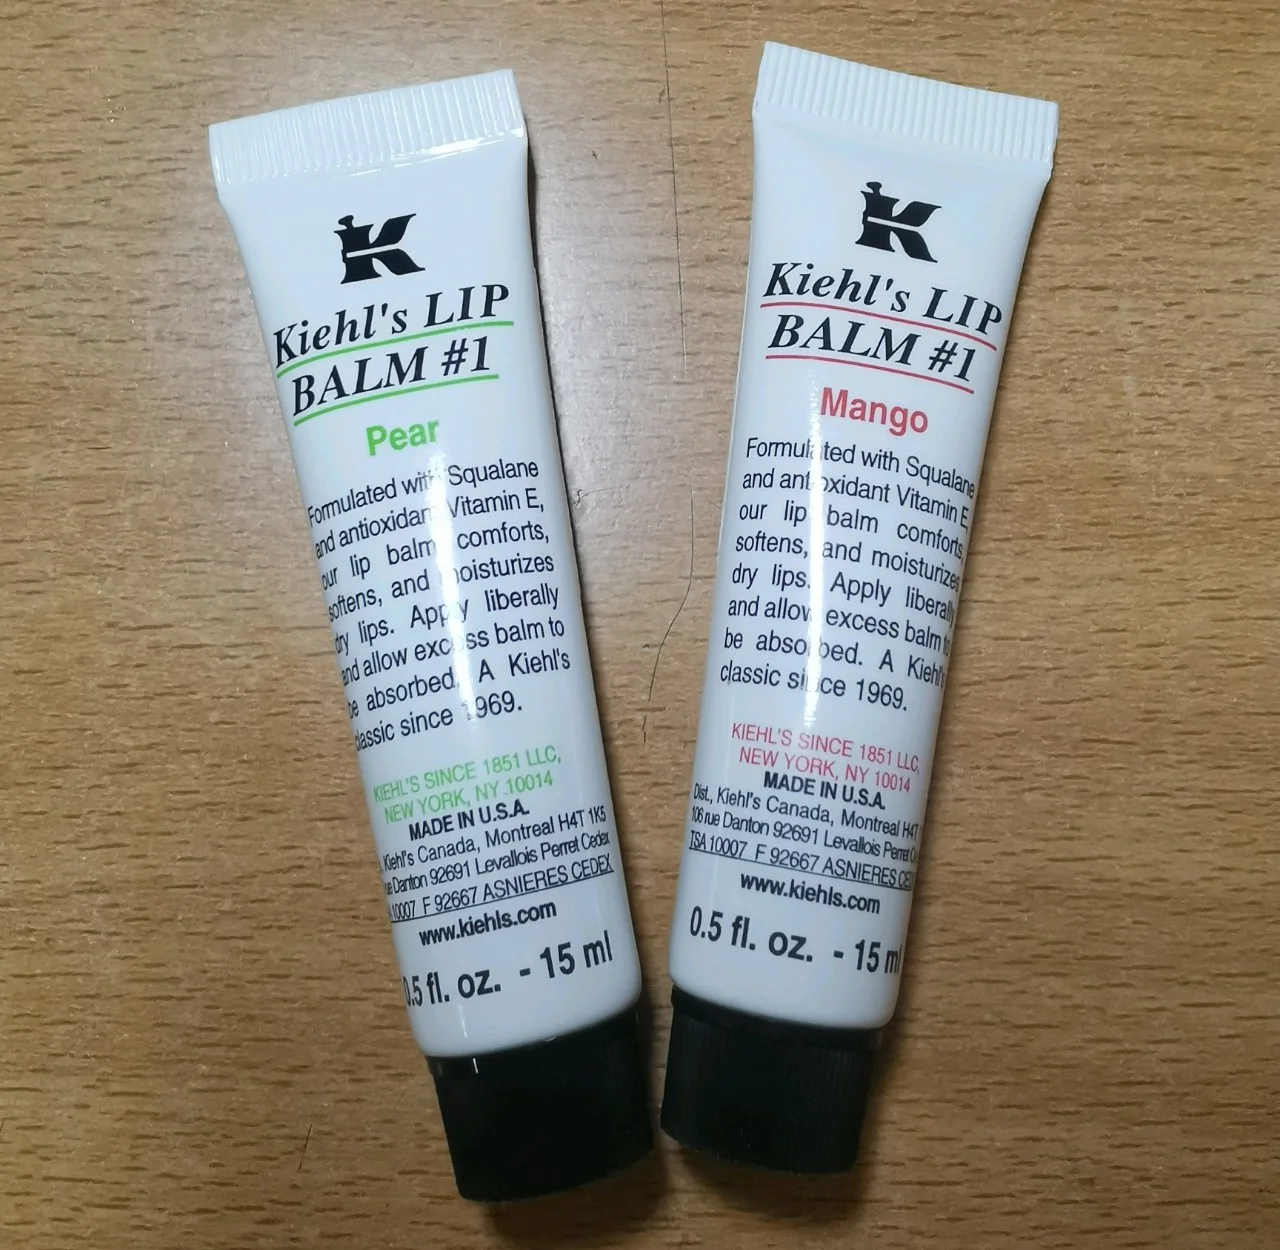 K
Kiehl's LIP
BALM #1
Pear
Formulated with Squalane
and antioxidant Vitamin E,
our lip balm comforts,
softens, and moisturizes
dry lips. Apply liberally
and allow excess balm to
be absorbed. A Kiehl's
classic since 1969.
KIEHL'S SINCE 1851 LLC,
NEW YORK, NY 10014
MADE IN U.S.A.
Kiehl's Canada, Montreal H4T 1K5
rue Danton 92691 Levallois Perret Cedex
10007 F 92667 ASNIERES CEDEX
www.kiehls.com
0.5 fl. oz. - 15 ml
K
Kiehl's LIP
BALM #1
Mango
Formulated with Squalane
and antioxidant Vitamin E,
our lip balm comforts,
softens, and moisturizes
dry lips. Apply liberally
and allow excess balm to
be absorbed. A Kiehl's
classic since 1969.
KIEHL'S SINCE 1851 LLC,
NEW YORK, NY 10014
MADE IN U.S.A.
Dist., Kiehl's Canada, Montreal H4T
106 rue Danton 92691 Levallois Perret
TSA 10007 F 92667 ASNIERES CEDEX
www.kiehls.com
0.5 fl. oz. - 15 ml